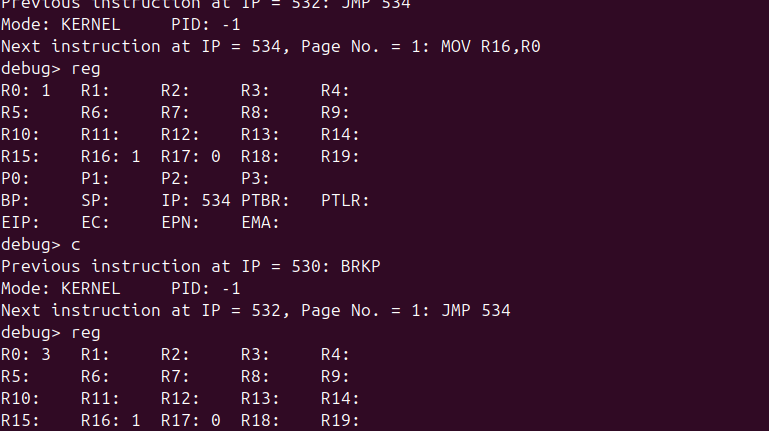 Previous instruction at IP = 532: JMP 534
Mode: KERNEL     PID: -1
Next instruction at IP = 534, Page No. = 1: MOV R16,R0
debug> reg
R0: 1   R1:     R2:     R3:     R4:
R5:     R6:     R7:     R8:     R9:
R10:    R11:    R12:    R13:    R14:
R15:    R16: 1  R17: 0  R18:    R19:
P0:     P1:     P2:     P3:
BP:     SP:     IP: 534 PTBR:   PTLR:
EIP:    EC:     EPN:    EMA:
debug> c
Previous instruction at IP = 530: BRKP
Mode: KERNEL     PID: -1
Next instruction at IP = 532, Page No. = 1: JMP 534
debug> reg
R0: 3   R1:     R2:     R3:     R4:
R5:     R6:     R7:     R8:     R9:
R10:    R11:    R12:    R13:    R14:
R15:    R16: 1  R17: 0  R18:    R19: